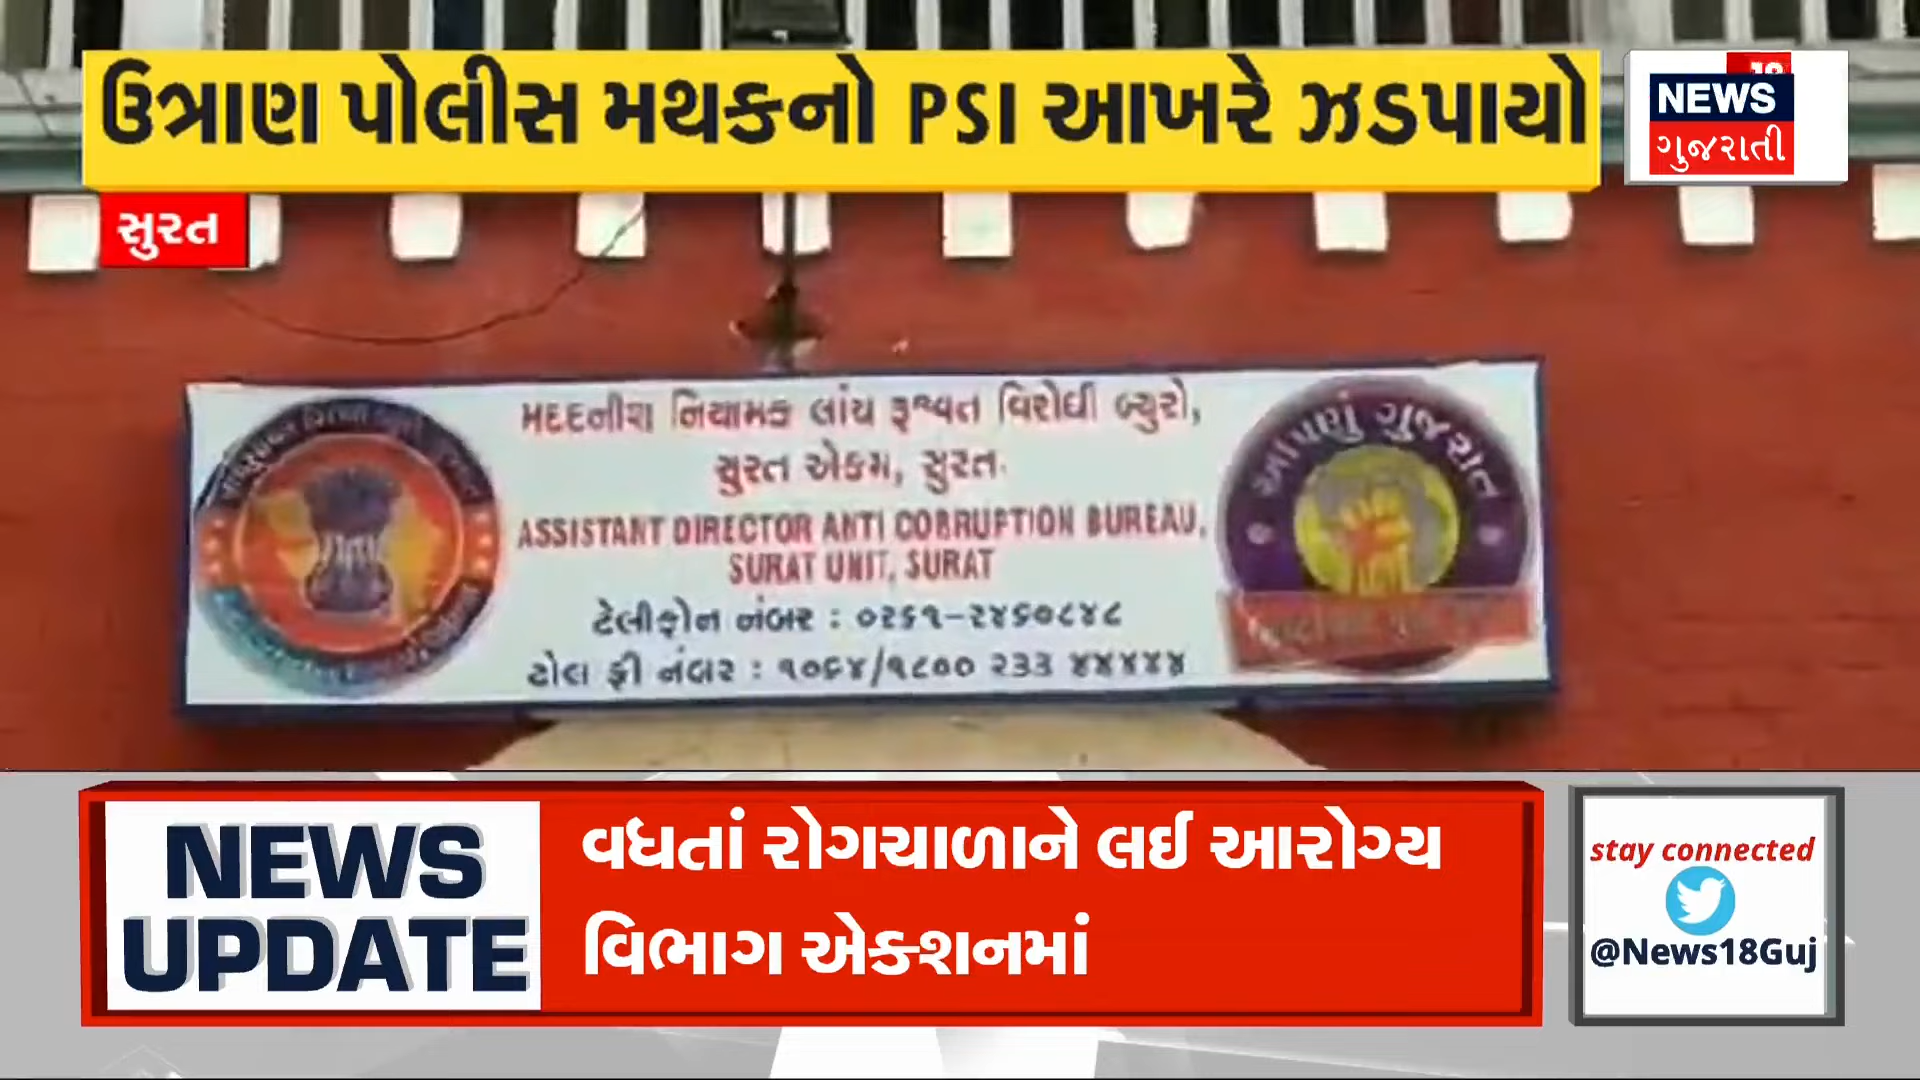 ઉત્રાણ પોલીસ મથકનો PSI આખરે ઝડપાયો
NEWS
18
ગુજરાતી
સુરત
મદદનીશ નિયામક લાંચ રૂશ્વત વિરોધી બ્યુરો,
સુરત એકમ, સુરત.
ASSISTANT DIRECTOR ANTI CORRUPTION BUREAU,
SURAT UNIT, SURAT
ટેલીફોન નંબર : ૦૨૬૧-૨૪૬૦૮૪૮
ટોલ ફ્રી નંબર : ૧૦૬૪/૧૮૦૦ ૨૩૩ ૪૪૪૪૪
આપણું ગુજરાત
NEWS
UPDATE
વધતાં રોગચાળાને લઈ આરોગ્ય
વિભાગ એક્શનમાં
stay connected
@News18Guj